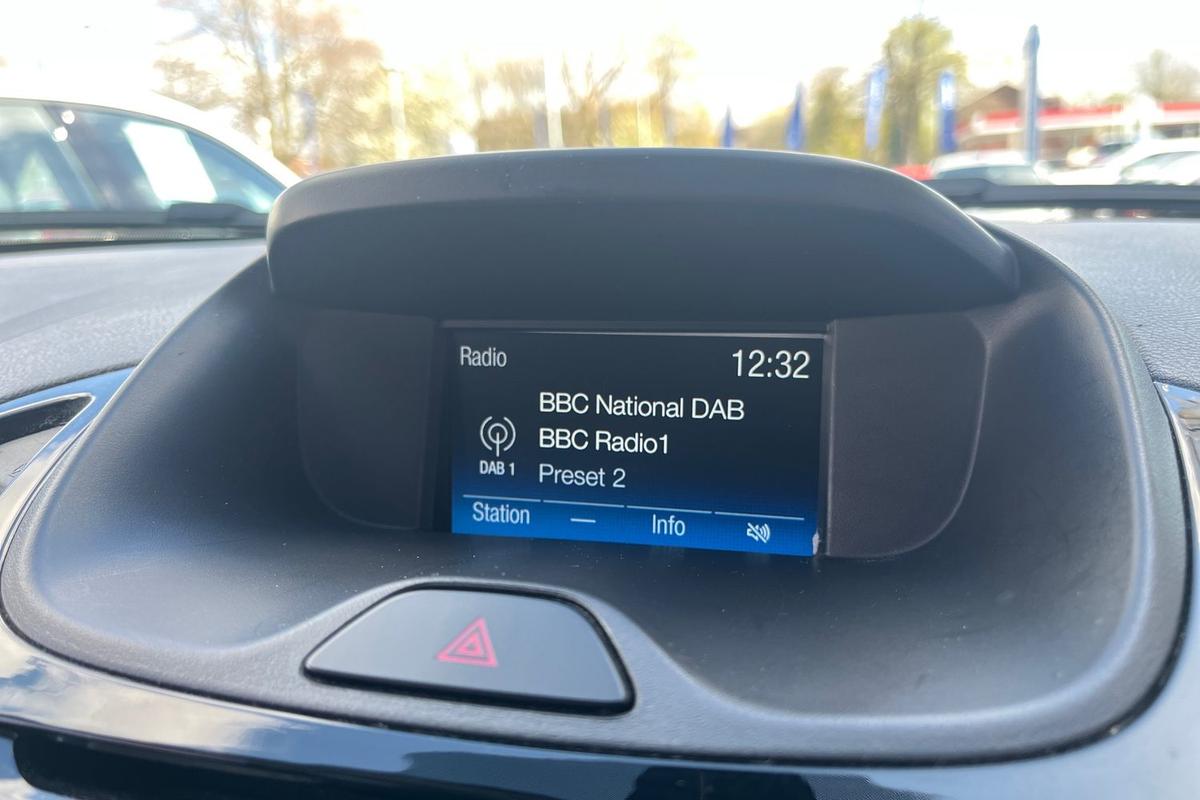 Radio
12:32
BBC National DAB
BBC Radio1
DAB 1
Preset 2
Station
Info